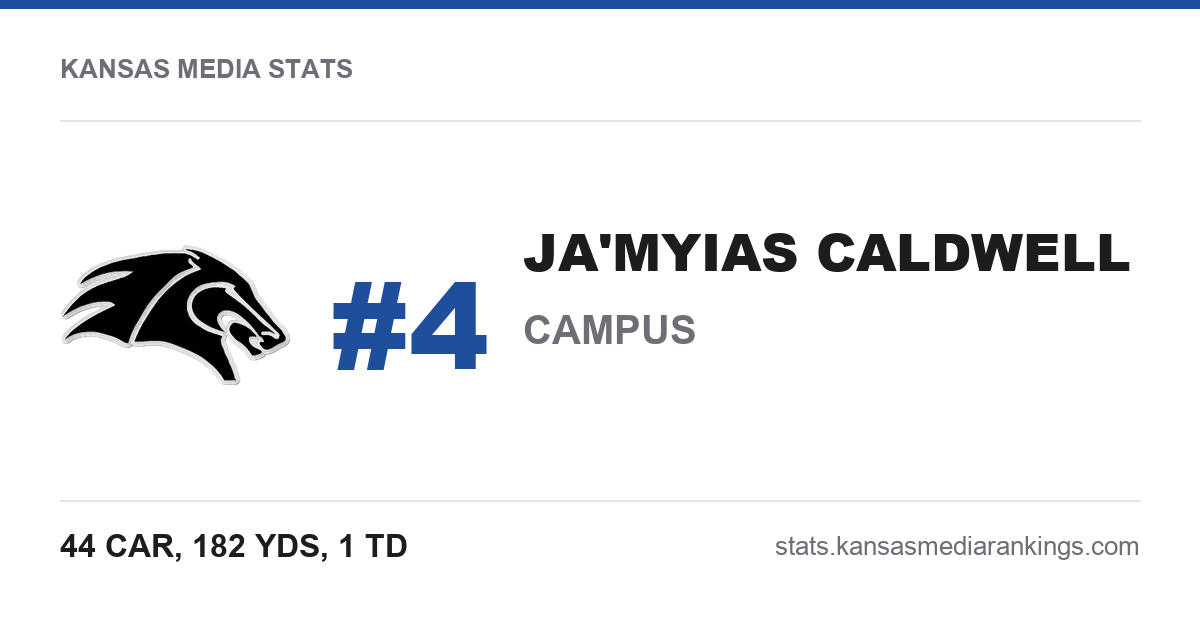 KANSAS MEDIA STATS
#4
JA'MYIAS CALDWELL
CAMPUS
44 CAR, 182 YDS, 1 TD
stats.kansasmediarankings.com